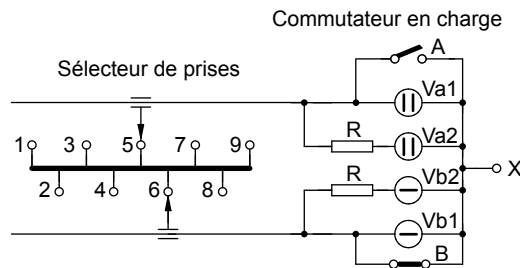 Commutateur en charge
Sélecteur de prises
A
Va1
1 3 5 7 9
R Va2
X
2 4 6 8
R Vb2
Vb1
B